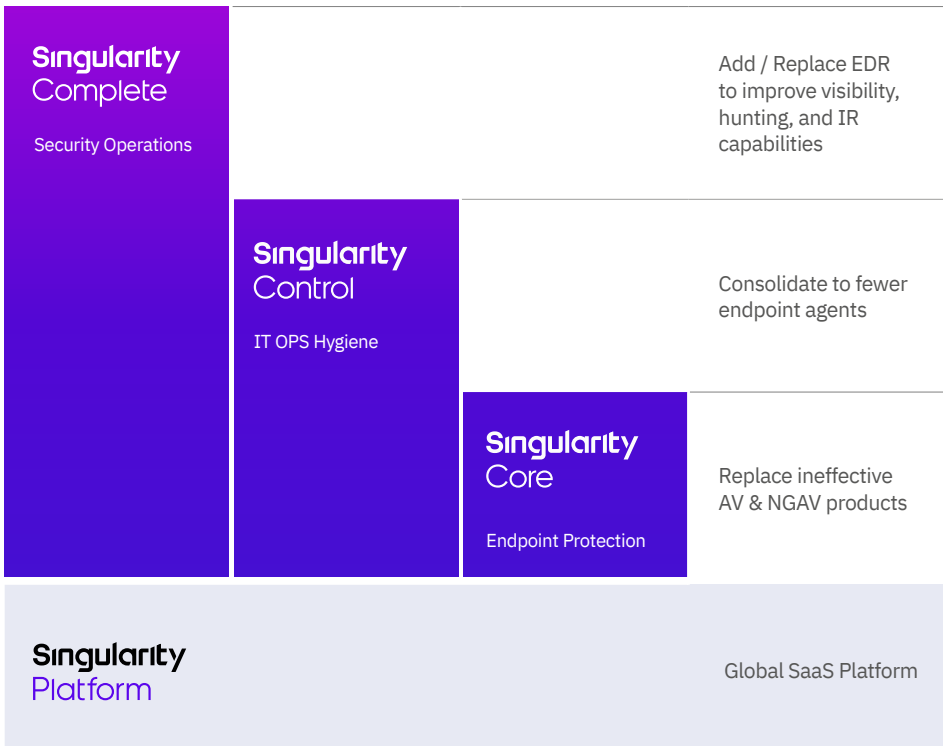 Singularity
Complete
Security Operations
Add / Replace EDR
to improve visibility,
hunting, and IR
capabilities
Singularity
Control
IT OPS Hygiene
Consolidate to fewer
endpoint agents
Singularity
Core
Endpoint Protection
Replace ineffective
AV & NGAV products
Singularity
Platform
Global SaaS Platform